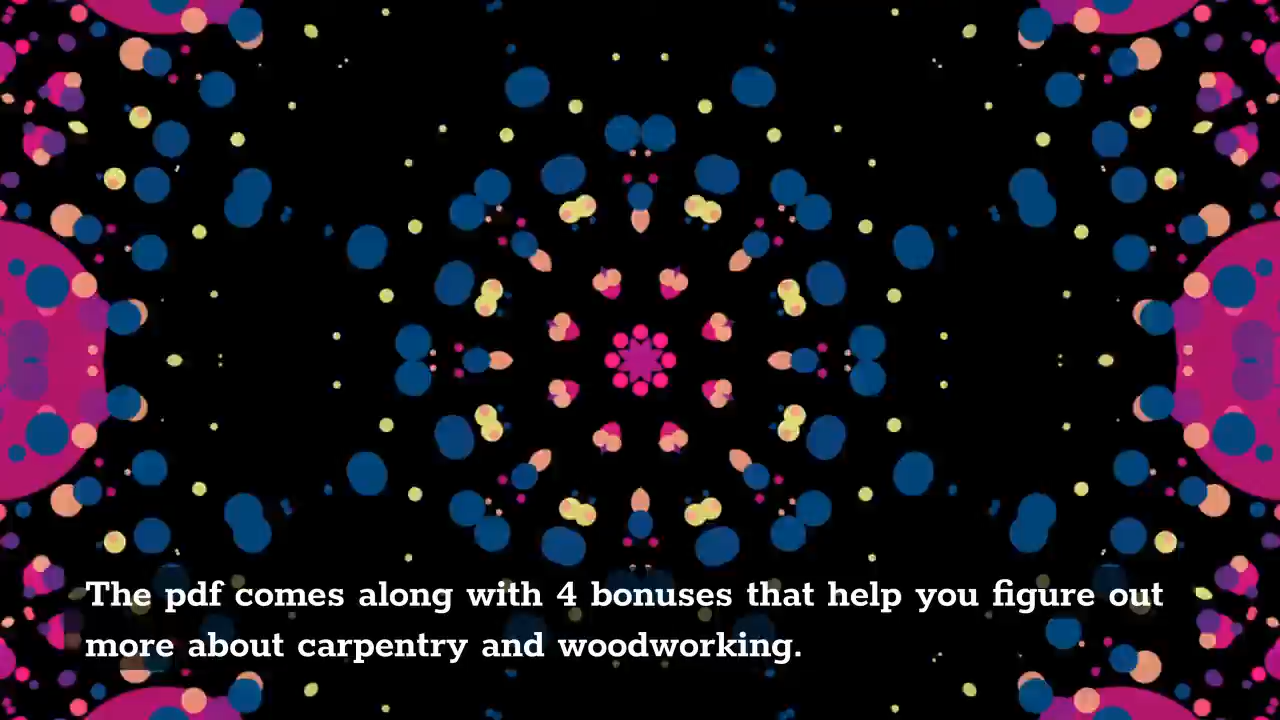 The pdf comes along with 4 bonuses that help you figure out
more about carpentry and woodworking.